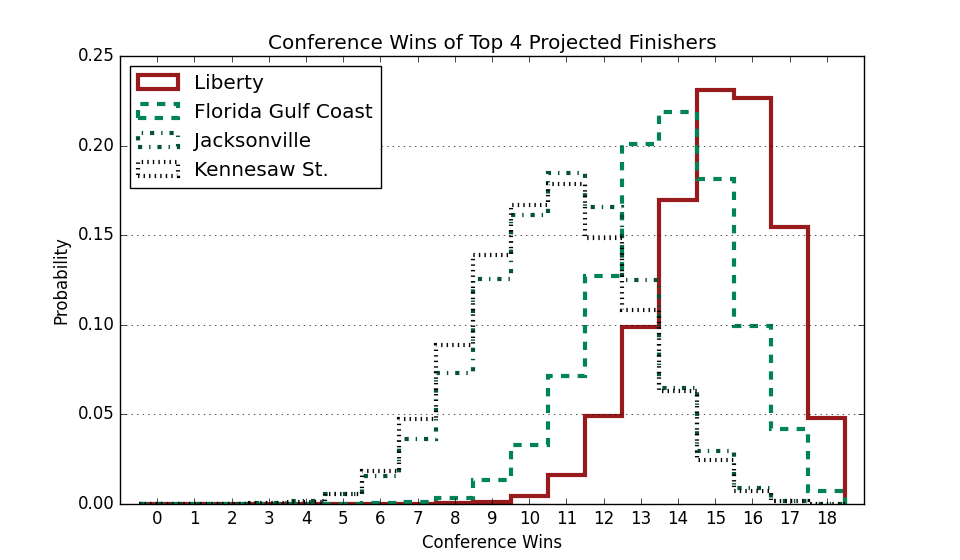 Conference Wins of Top 4 Projected Finishers
0.25
0.20
0.15
0.10
0.05
0.00
Probability
Liberty
Florida Gulf Coast
Jacksonville
Kennesaw St.
0 1 2 3 4 5 6 7 8 9 10 11 12 13 14 15 16 17 18
Conference Wins